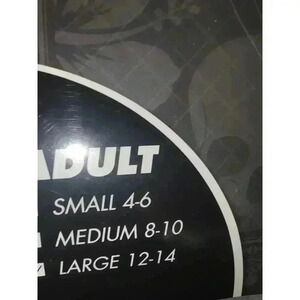 ADULT
SMALL 4-6
MEDIUM 8-10
LARGE 12-14